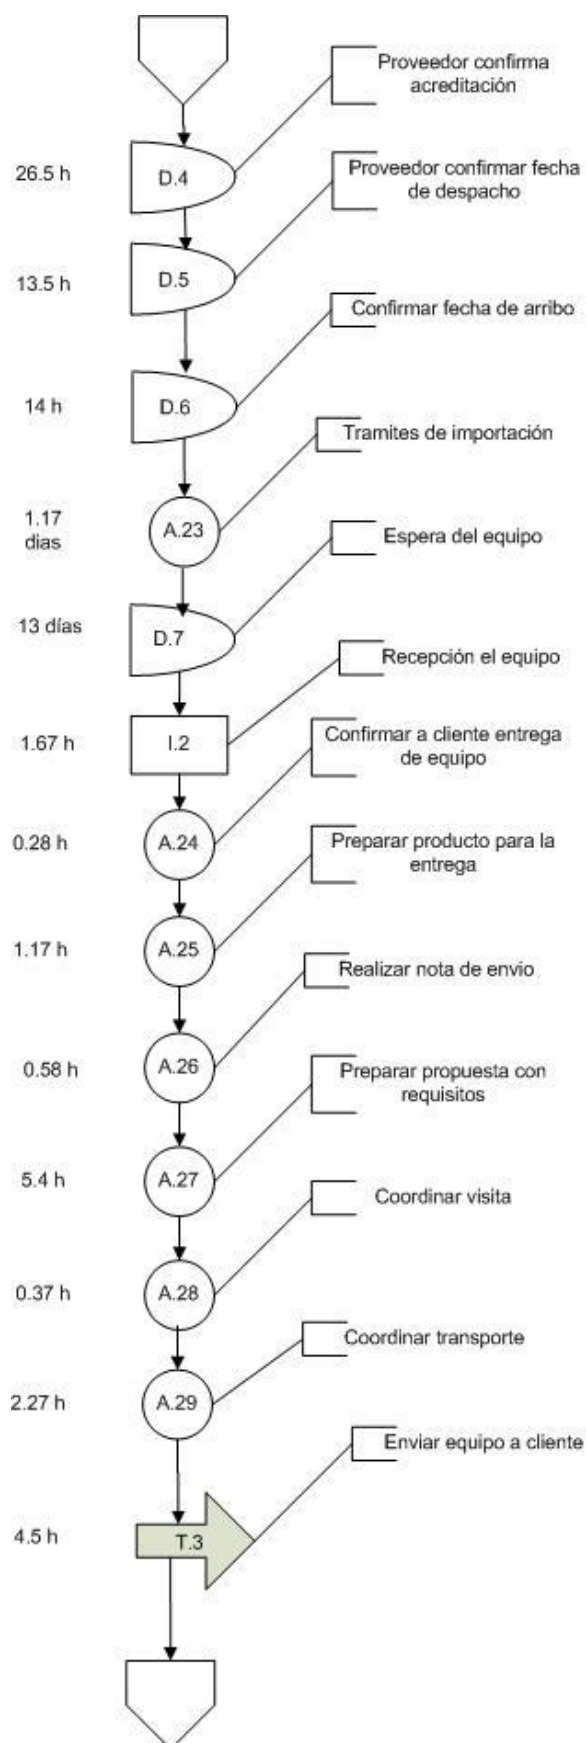 Proveedor confirma
acreditación
26.5 h
D.4
Proveedor confirmar fecha
de despacho
13.5 h
D.5
Confirmar fecha de arribo
14 h
D.6
Tramites de importación
1.17
dias
A.23
Espera del equipo
13 días
D.7
Recepción el equipo
1.67 h
I.2
Confirmar a cliente entrega
de equipo
0.28 h
A.24
Preparar producto para la
entrega
1.17 h
A.25
Realizar nota de envio
0.58 h
A.26
Preparar propuesta con
requisitos
5.4 h
A.27
Coordinar visita
0.37 h
A.28
Coordinar transporte
2.27 h
A.29
Enviar equipo a cliente
4.5 h
T.3